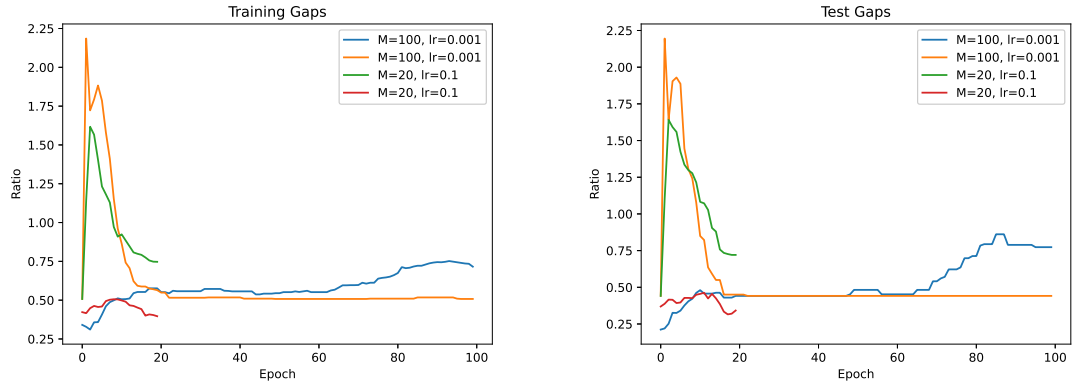 Training Gaps
2.25
2.00
1.75
1.50
1.25
1.00
0.75
0.50
0.25
Ratio
M=100, lr=0.001
M=100, lr=0.001
M=20, lr=0.1
M=20, lr=0.1
0 20 40 60 80 100
Epoch
Test Gaps
2.25
2.00
1.75
1.50
1.25
1.00
0.75
0.50
0.25
Ratio
M=100, lr=0.001
M=100, lr=0.001
M=20, lr=0.1
M=20, lr=0.1
0 20 40 60 80 100
Epoch